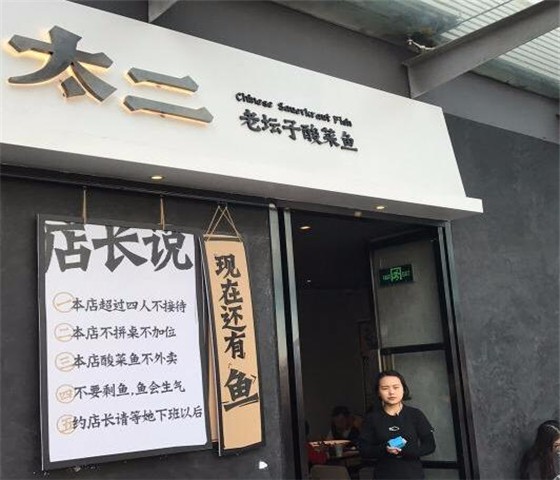 太二
Chinese Sauerkraut Fish
老坛子酸菜鱼
店长说
一 本店超过四人不接待
二 本店不拼桌不加位
三 本店酸菜鱼不外卖
四 不要剩鱼,鱼会生气
五 约店长请等她下班以后
现在还有鱼